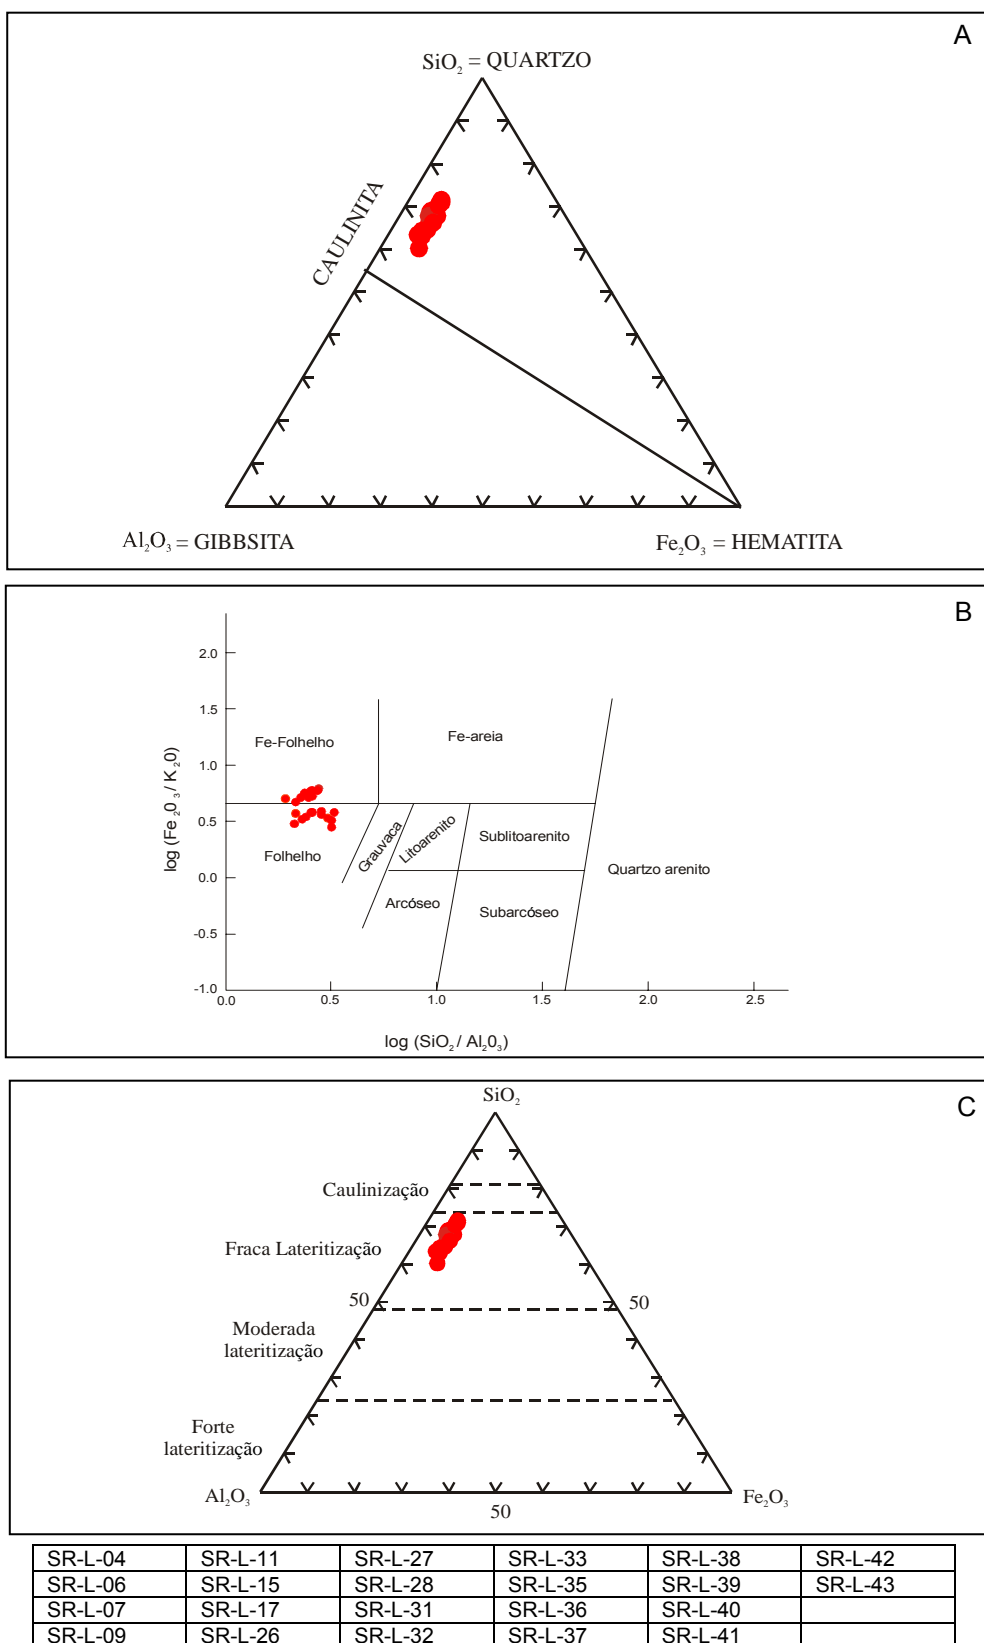 A
SiO₂ = QUARTZO
CAULINITA
Al₂O₃ = GIBBSITA
Fe₂O₃ = HEMATITA
B
log (Fe₂0₃/ K₂0)
2.0
1.5
1.0
0.5
0.0
-0.5
-1.0
Fe-Folhelho
Fe-areia
Folhelho
Grauvaca
Litoarenito
Sublitoarenito
Quartzo arenito
Arcóseo
Subarcóseo
0.0
0.5
1.0
1.5
2.0
2.5
log (SiO₂/ Al₂0₃)
C
SiO₂
Caulinização
Fraca Lateritização
50
50
Moderada
lateritização
Forte
lateritização
Al₂O₃
Fe₂O₃
50
SR-L-04 SR-L-11 SR-L-27 SR-L-33 SR-L-38 SR-L-42
SR-L-06 SR-L-15 SR-L-28 SR-L-35 SR-L-39 SR-L-43
SR-L-07 SR-L-17 SR-L-31 SR-L-36 SR-L-40
SR-L-09 SR-L-26 SR-L-32 SR-L-37 SR-L-41